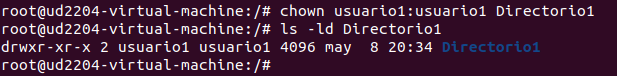 root@ud2204-virtual-machine:/# chown usuario1:usuario1 Directorio1
root@ud2204-virtual-machine:/# ls -ld Directorio1
drwxr-xr-x 2 usuario1 usuario1 4096 may  8 20:34 Directorio1
root@ud2204-virtual-machine:/#